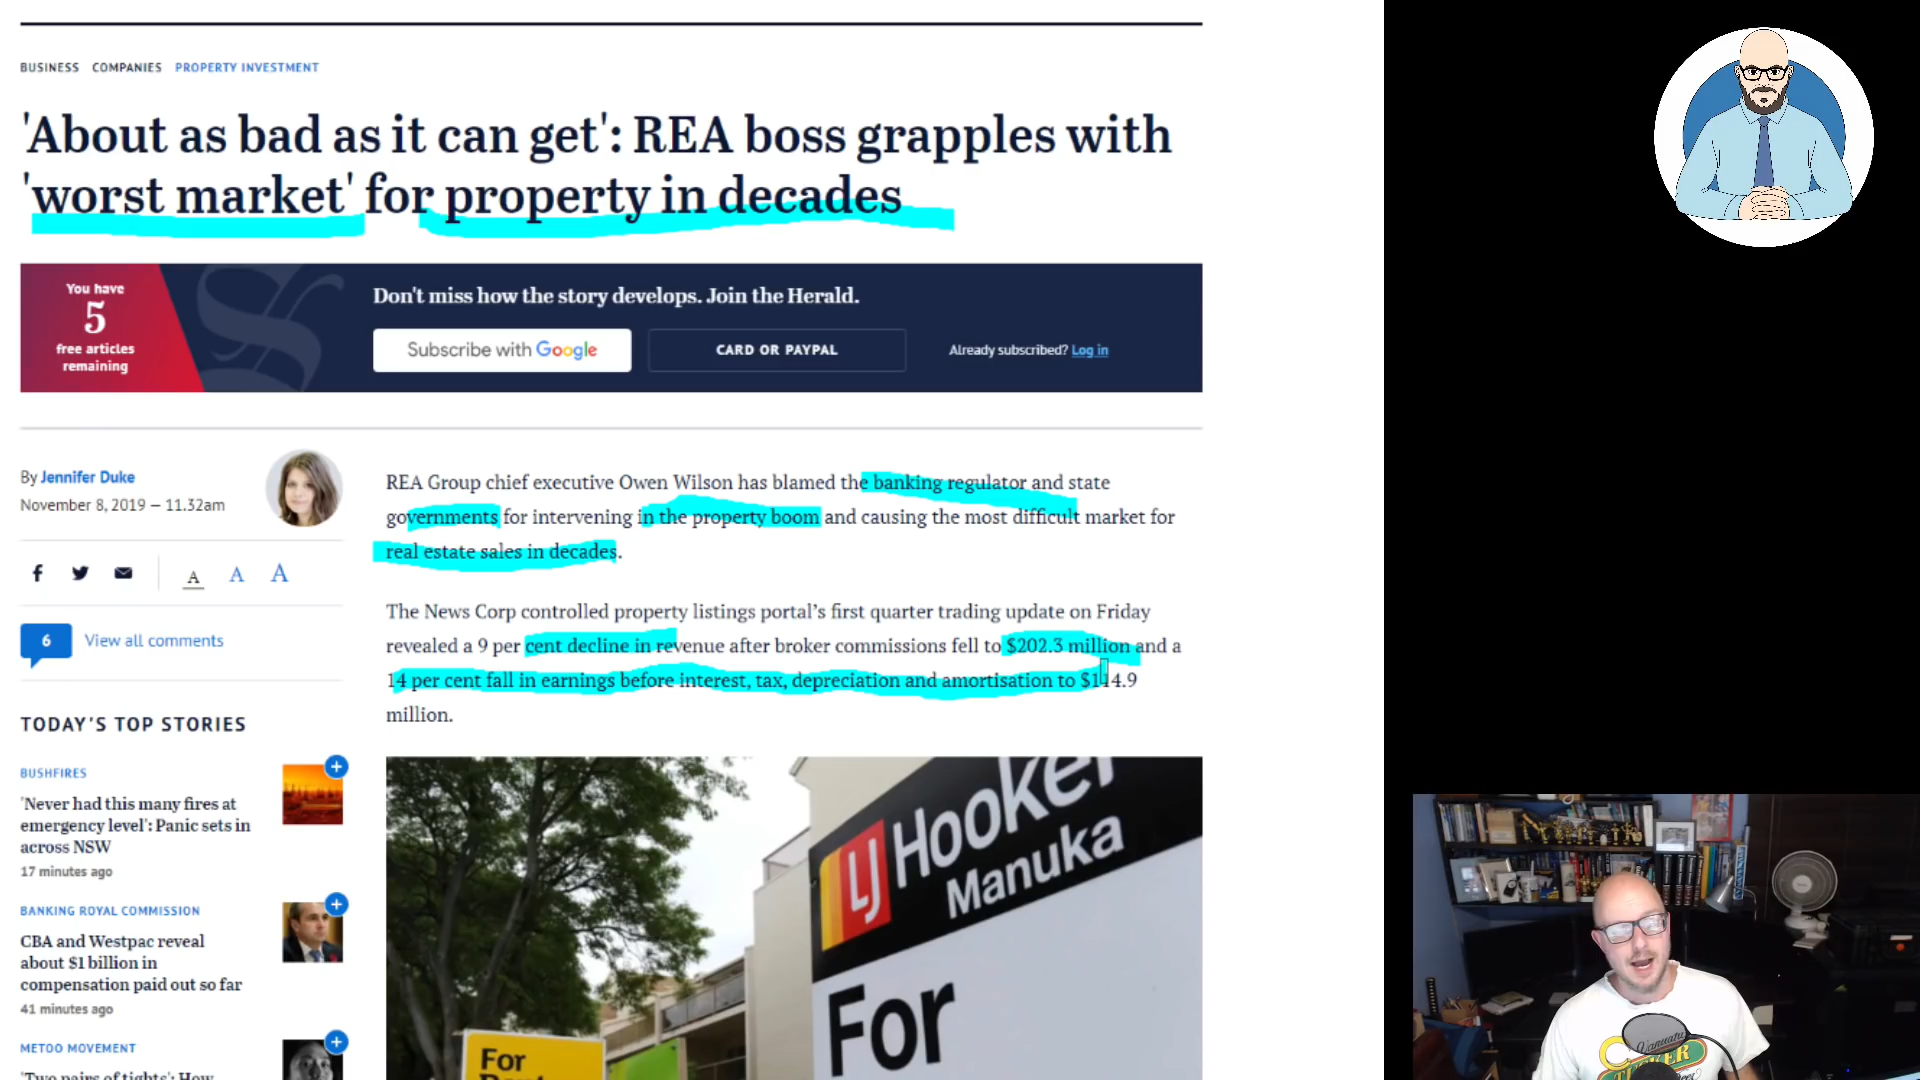 BUSINESS COMPANIES PROPERTY INVESTMENT
'About as bad as it can get': REA boss grapples with
'worst market' for property in decades
You have
5
free articles
remaining
Don't miss how the story develops. Join the Herald.
Subscribe with Google
CARD OR PAYPAL
Already subscribed? Log in
By Jennifer Duke
November 8, 2019 — 11.32am
A A A
6
View all comments
REA Group chief executive Owen Wilson has blamed the banking regulator and state
governments for intervening in the property boom and causing the most difficult market for
real estate sales in decades.
The News Corp controlled property listings portal's first quarter trading update on Friday
revealed a 9 per cent decline in revenue after broker commissions fell to $202.3 million and a
14 per cent fall in earnings before interest, tax, depreciation and amortisation to $114.9
million.
TODAY'S TOP STORIES
BUSHFIRES
'Never had this many fires at
emergency level': Panic sets in
across NSW
17 minutes ago
BANKING ROYAL COMMISSION
CBA and Westpac reveal
about $1 billion in
compensation paid out so far
41 minutes ago
METOO MOVEMENT
'Two pairs of tights': How
LJ Hooker
Manuka
For
For
Vanuatu